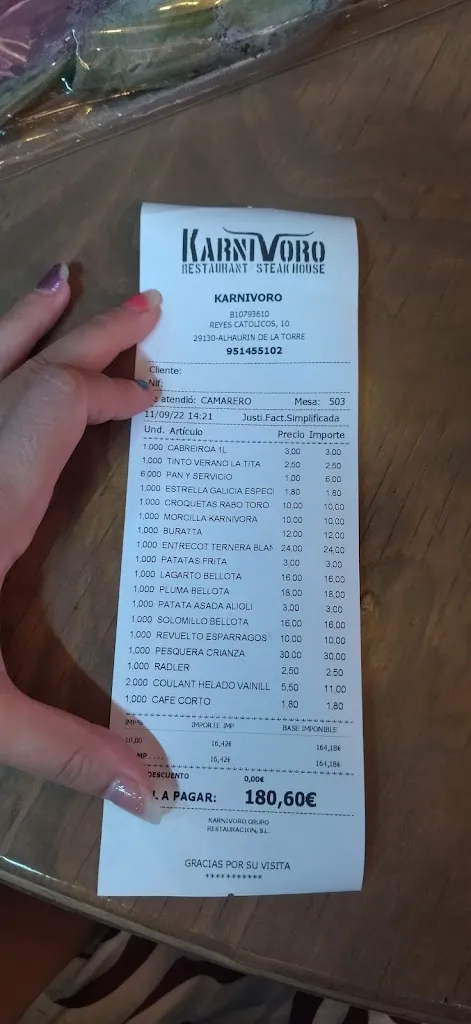 KARNIVORO
RESTAURANT · STEAK HOUSE
KARNIVORO
B10793610
REYES CATOLICOS, 10
29130-ALHAURIN DE LA TORRE
951455102
Cliente:
Nif:
e atendió: CAMARERO Mesa: 503
11/09/22 14:21 Justi.Fact.Simplificada
Und. Artículo Precio Importe
1,000 CABREIROA 1L 3,00 3,00
1,000 TINTO VERANO LA TITA 2,50 2,50
6,000 PAN Y SERVICIO 1,00 6,00
1,000 ESTRELLA GALICIA ESPECI 1,80 1,80
1,000 CROQUETAS RABO TORO 10,00 10,00
1,000 MORCILLA KARNIVORA 10,00 10,00
1,000 BURATTA 12,00 12,00
1,000 ENTRECOT TERNERA BLAN 24,00 24,00
1,000 PATATAS FRITA 3,00 3,00
1,000 LAGARTO BELLOTA 16,00 16,00
1,000 PLUMA BELLOTA 18,00 18,00
1,000 PATATA ASADA ALIOLI 3,00 3,00
1,000 SOLOMILLO BELLOTA 16,00 16,00
1,000 REVUELTO ESPARRAGOS 10,00 10,00
1,000 PESQUERA CRIANZA 30,00 30,00
1,000 RADLER 2,50 2,50
2,000 COULANT HELADO VAINILL 5,50 11,00
1,000 CAFE CORTO 1,80 1,80
IMP% IMPORTE IMP BASE IMPONIBLE
10,00 16,42€ 164,18€
IMP 16,42€ 164,18€
DESCUENTO 0,00€
L A PAGAR: 180,60€
KARNIVORO GRUPO
RESTAURACION, S.L.
GRACIAS POR SU VISITA
***********